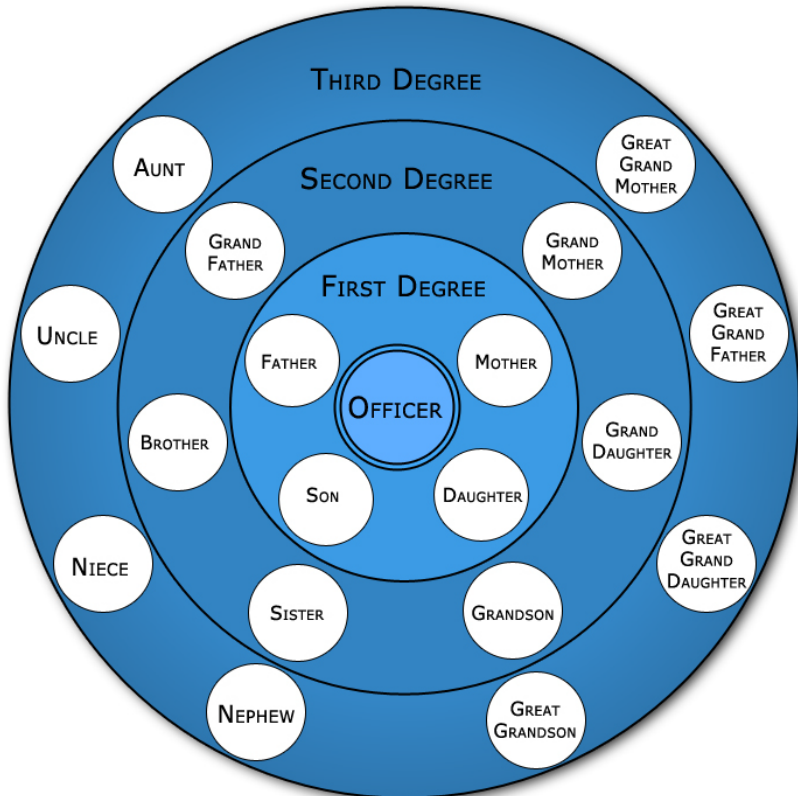 Third Degree
Aunt
Great
Grand
Mother
Second Degree
Grand
Father
Grand
Mother
First Degree
Uncle
Great
Grand
Father
Father
Mother
Officer
Brother
Grand
Daughter
Son
Daughter
Niece
Great
Grand
Daughter
Sister
Grandson
Nephew
Great
Grandson